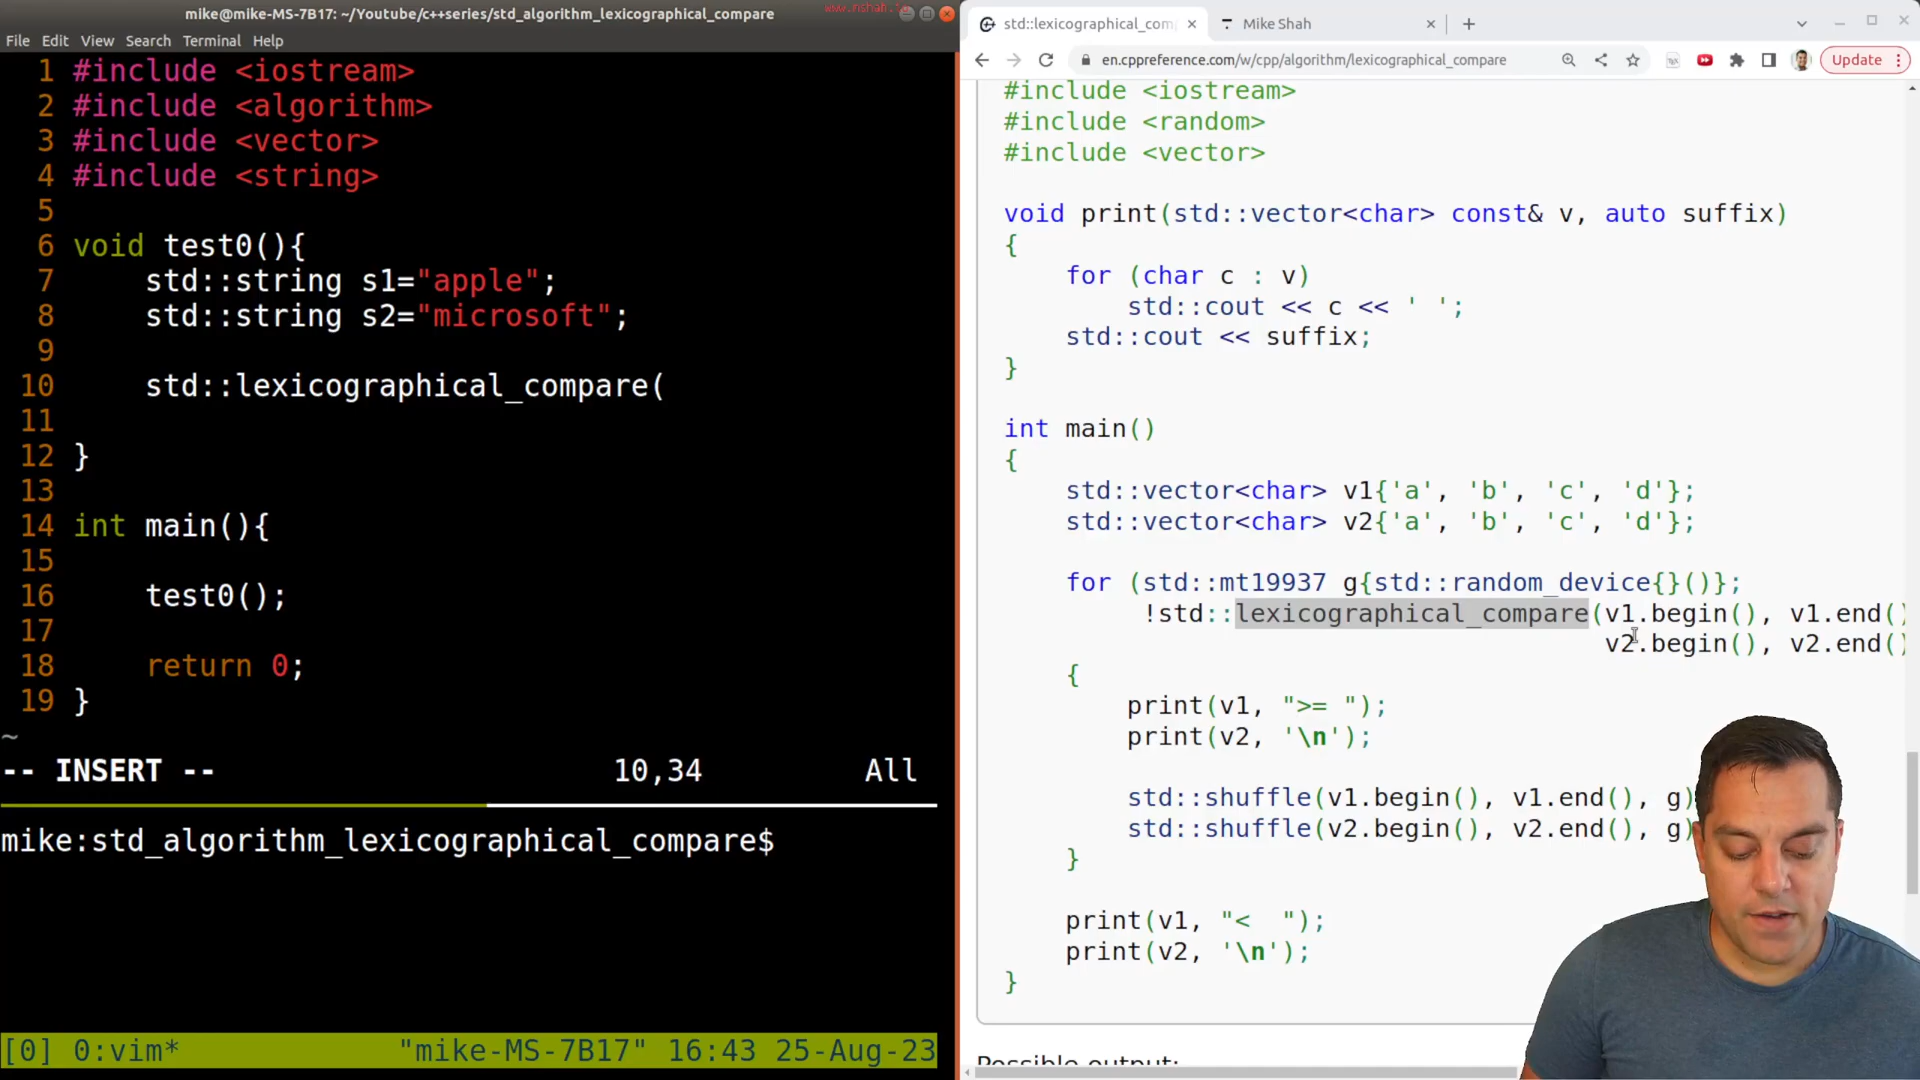 mike@mike-MS-7B17: ~/Youtube/c++series/std_algorithm_lexicographical_compare
File Edit View Search Terminal Help
1 #include <iostream>
2 #include <algorithm>
3 #include <vector>
4 #include <string>
5
6 void test0(){
7 std::string s1="apple";
8 std::string s2="microsoft";
9
10 std::lexicographical_compare(
11
12 }
13
14 int main(){
15
16 test0();
17
18 return 0;
19 }
~
-- INSERT -- 10,34 All
mike:std_algorithm_lexicographical_compare$
[0] 0:vim* "mike-MS-7B17" 16:43 25-Aug-23
std::lexicographical_com
Mike Shah
en.cppreference.com/w/cpp/algorithm/lexicographical_compare
Update
#include <iostream>
#include <random>
#include <vector>
void print(std::vector<char> const& v, auto suffix)
{
for (char c : v)
std::cout << c << ' ';
std::cout << suffix;
}
int main()
{
std::vector<char> v1{'a', 'b', 'c', 'd'};
std::vector<char> v2{'a', 'b', 'c', 'd'};
for (std::mt19937 g{std::random_device{}()};
!std::lexicographical_compare(v1.begin(), v1.end()
v2.begin(), v2.end()
{
print(v1, ">= ");
print(v2, '\n');
std::shuffle(v1.begin(), v1.end(), g)
std::shuffle(v2.begin(), v2.end(), g)
}
print(v1, "<  ");
print(v2, '\n');
}
Possible output: